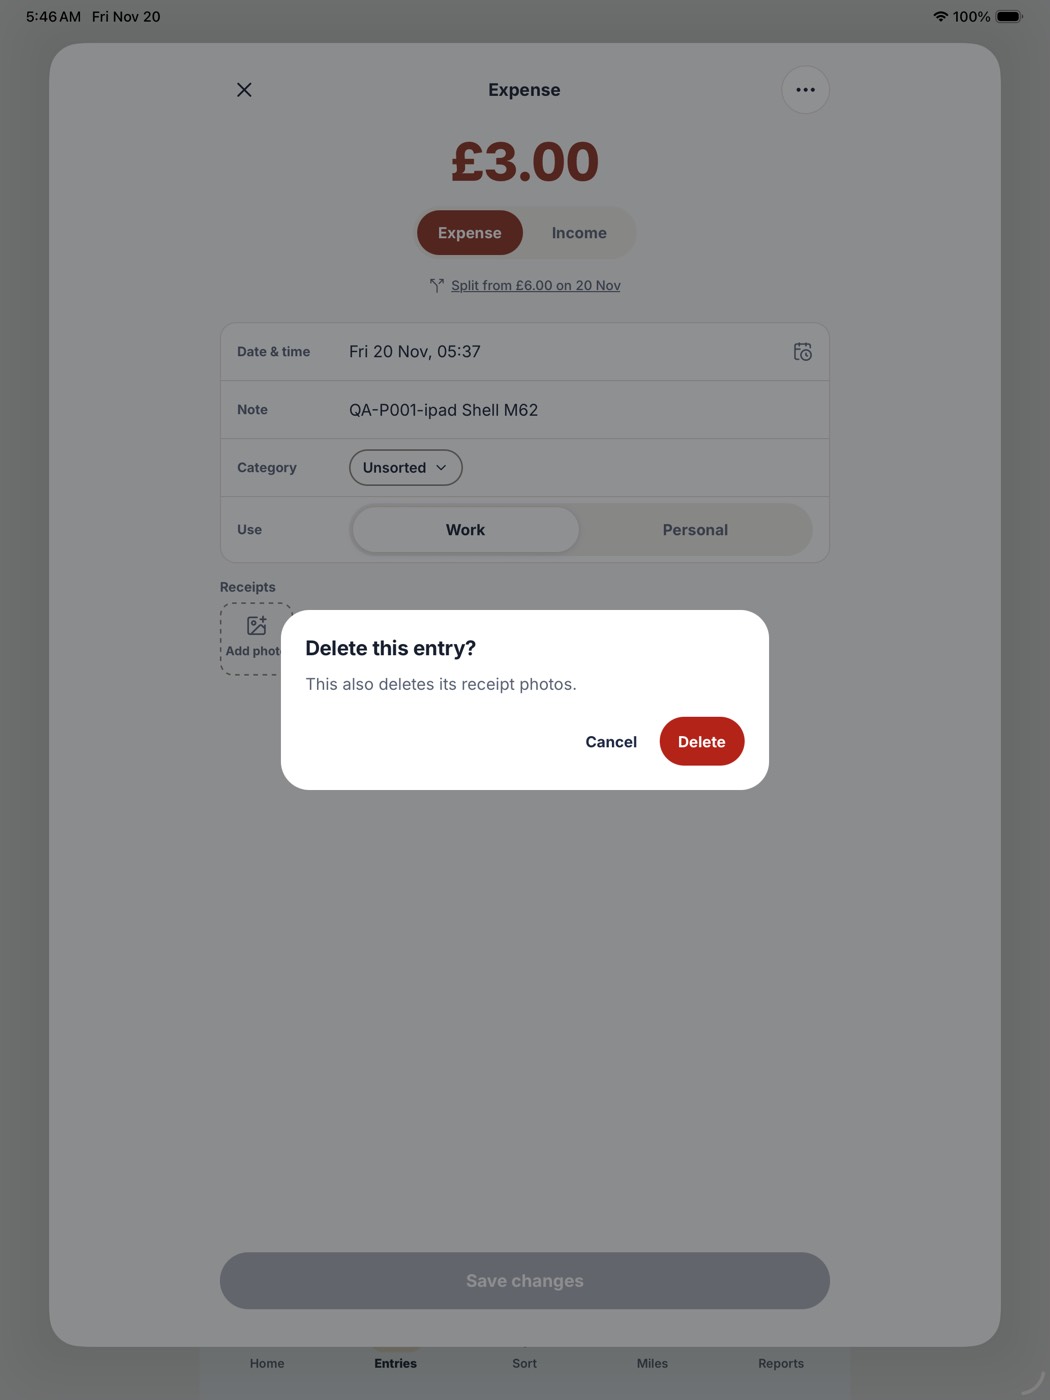 5:46 AM Fri Nov 20
100%
Expense
£3.00
Expense Income
Split from £6.00 on 20 Nov
Date & time Fri 20 Nov, 05:37
Note QA-P001-ipad Shell M62
Category Unsorted
Use Work Personal
Receipts
Add phot
Delete this entry?
This also deletes its receipt photos.
Cancel Delete
Save changes
Home Entries Sort Miles Reports